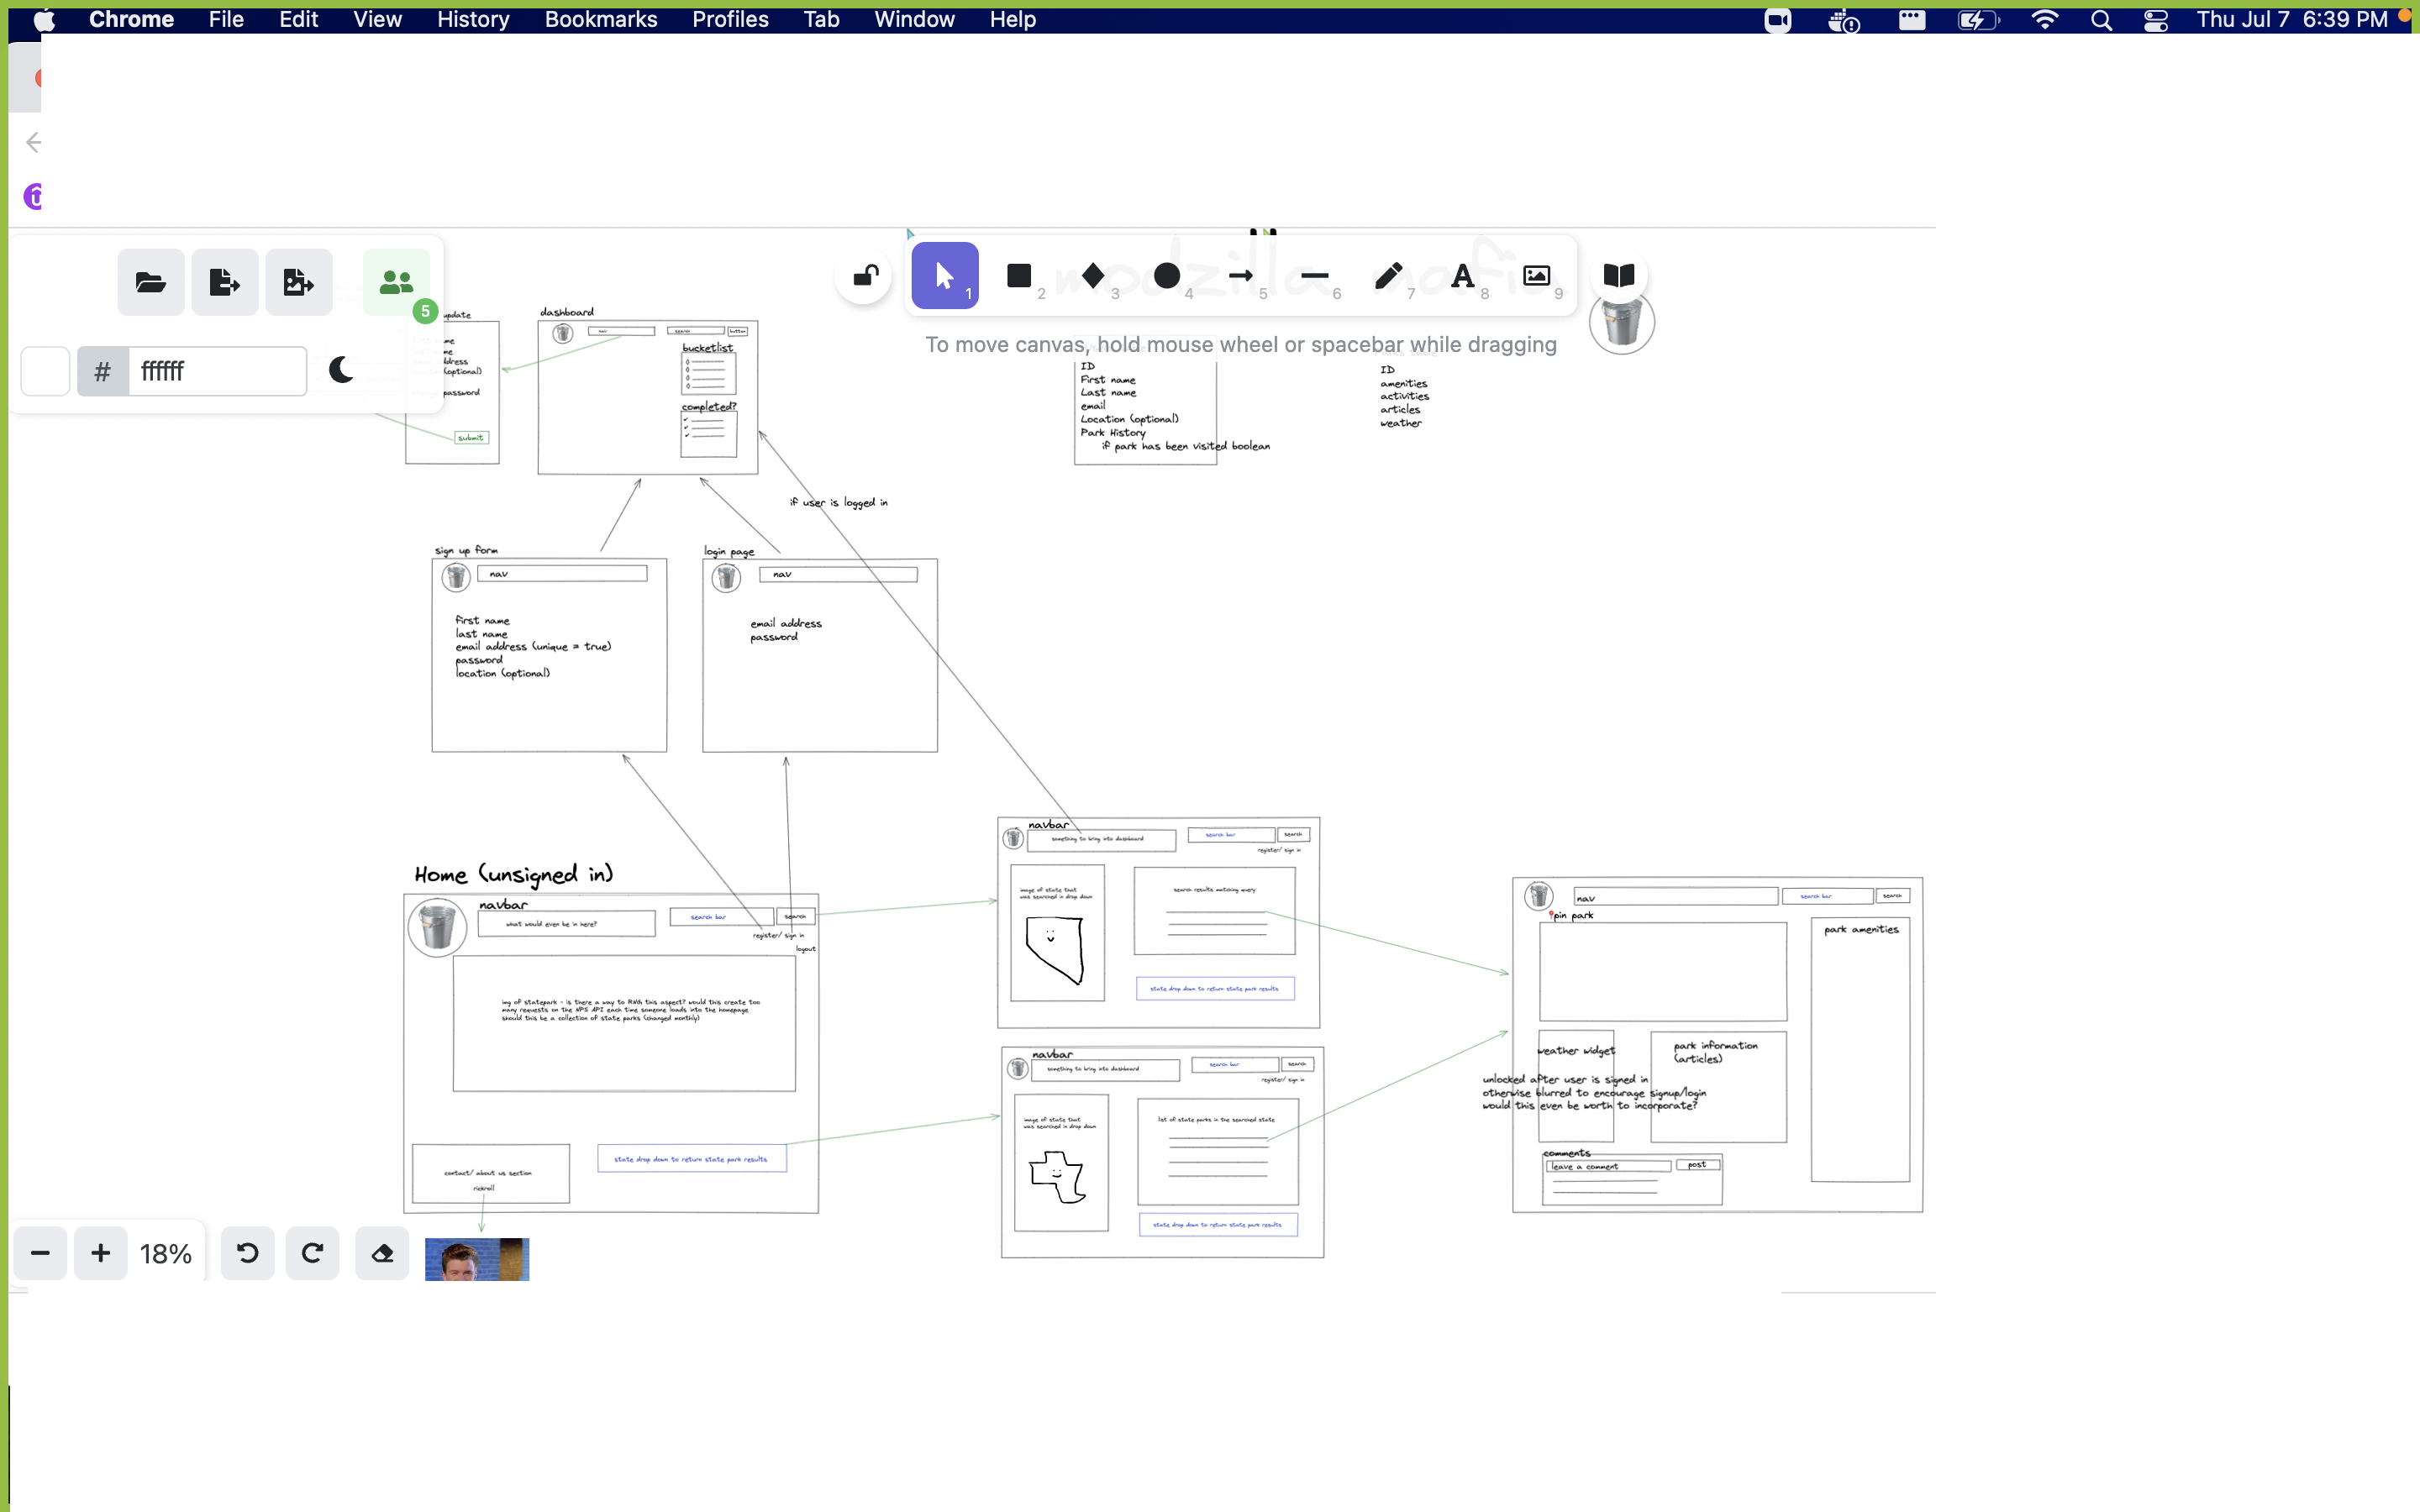 Chrome File Edit View History Bookmarks Profiles Tab Window Help
Thu Jul 7 6:39 PM
modzilla mafia
1 2 3 4 5 6 7 8 9
To move canvas, hold mouse wheel or spacebar while dragging
5
# ffffff
update
(optional)
password
submit
dashboard
nav
search
button
bucketlist
completed?
ID
First name
Last name
email
Location (optional)
Park History
if park has been visited boolean
ID
amenities
activities
articles
weather
if user is logged in
sign up form
nav
first name
last name
email address (unique = true)
password
location (optional)
login page
nav
email address
password
Home (unsigned in)
navbar
what would even be in here?
search bar
search
register/ sign in
logout
img of statepark - is there a way to RNG this aspect? would this create too
many requests on the NPS API each time someone loads into the homepage
should this be a collection of state parks (changed monthly)
contact/ about us section
rickroll
state drop down to return state park results
navbar
something to bring into dashboard
search bar
search
register/ sign in
image of state that
was searched in drop down
search results matching query
state drop down to return state park results
navbar
something to bring into dashboard
search bar
search
register/ sign in
image of state that
was searched in drop down
list of state parks in the searched state
state drop down to return state park results
nav
search bar
search
pin park
park amenities
weather widget
park information
(articles)
unlocked after user is signed in
otherwise blurred to encourage signup/login
would this even be worth to incorporate?
comments
leave a comment
post
18%